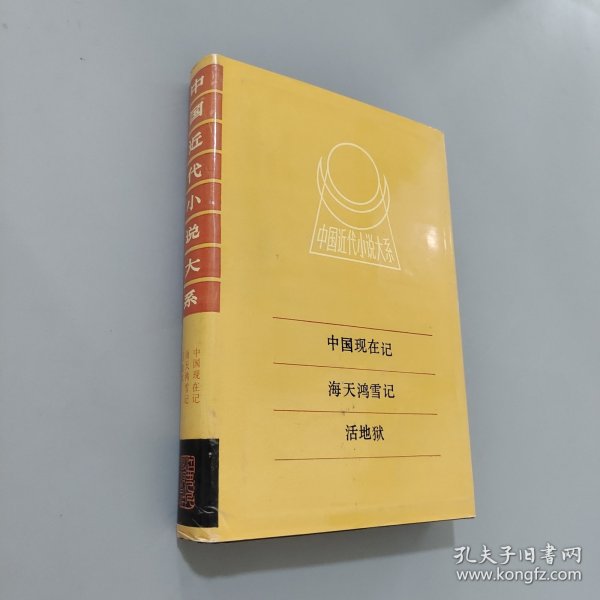 中国近代小说大系
中国现在记
海天鸿雪记
中国近代小说大系
中国现在记
海天鸿雪记
活地狱
孔夫子旧书网
www.kongfz.com